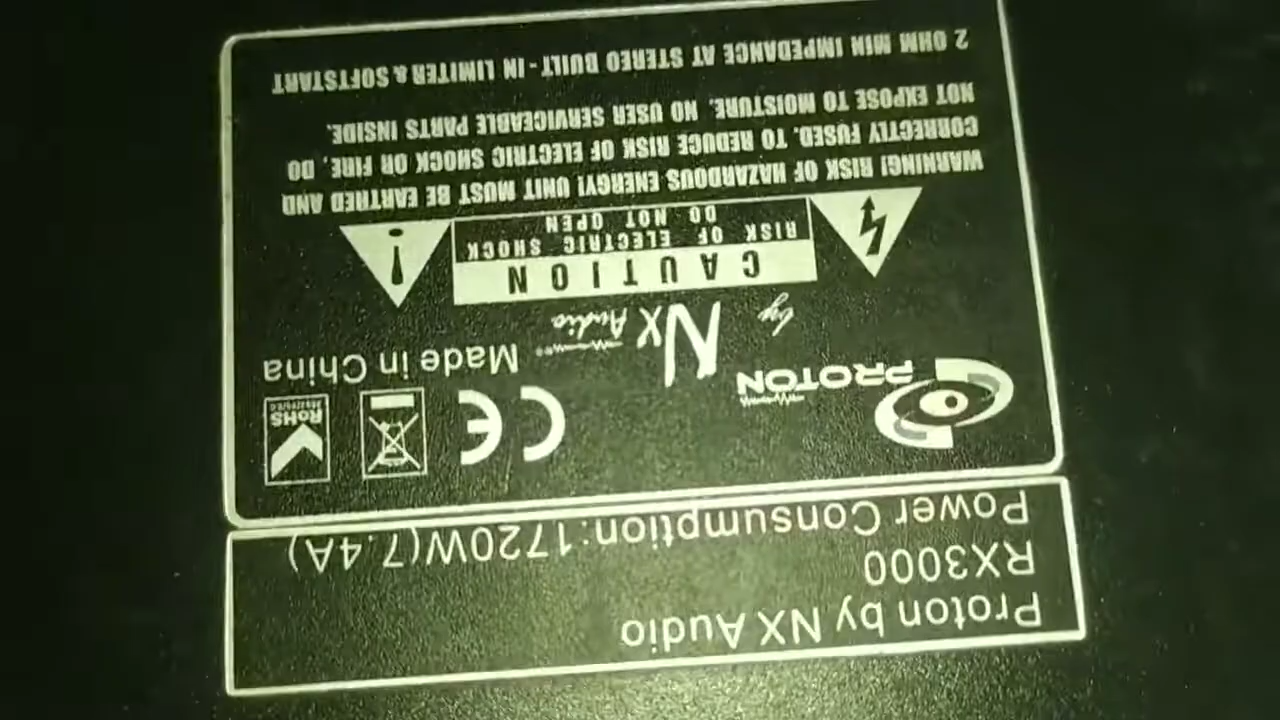 Proton by NX Audio
RX3000
Power Consumption:1720W(7.4A)
PROTON
by NX Audio
CE
RoHS
Made in China
CAUTION
RISK OF ELECTRIC SHOCK
DO NOT OPEN
WARNING! RISK OF HAZARDOUS ENERGY! UNIT MUST BE EARTHED AND
CORRECTLY FUSED. TO REDUCE RISK OF ELECTRIC SHOCK OR FIRE, DO
NOT EXPOSE TO MOISTURE. NO USER SERVICEABLE PARTS INSIDE.
2 OHM MIN IMPEDANCE AT STEREO BUILT-IN LIMITER & SOFTSTART